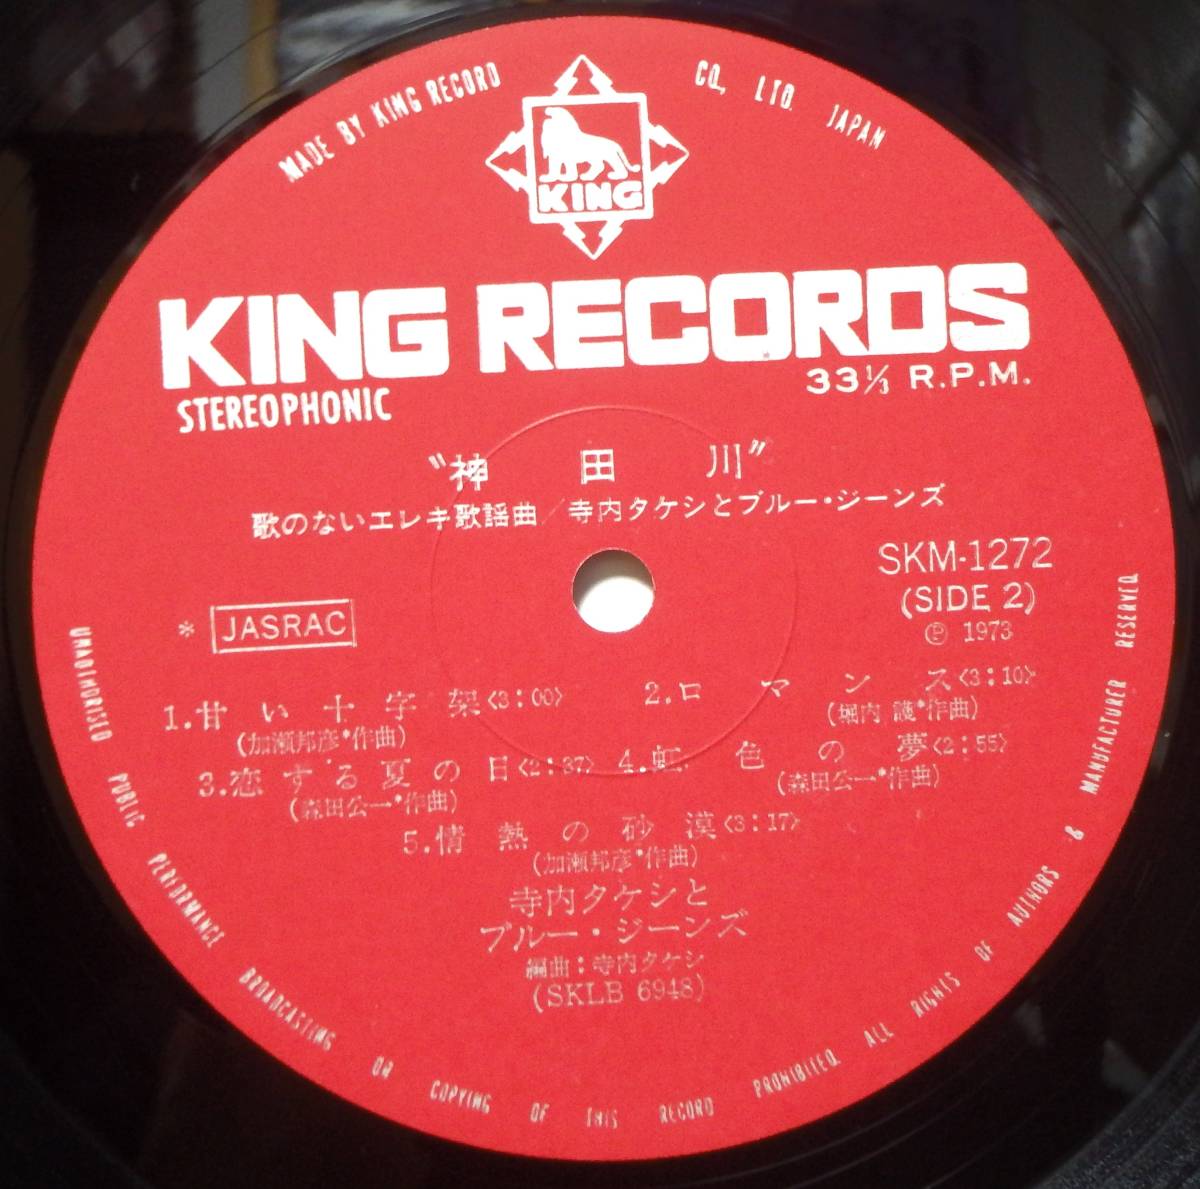 MADE BY KING RECORD CO., LTD. JAPAN
KING
KING RECORDS
STEREOPHONIC
33⅓ R.P.M.
〝神田川〞
歌のないエレキ歌謡曲/寺内タケシとブルー・ジーンズ
SKM-1272
(SIDE 2)
* JASRAC
Ⓟ 1973
1.甘い十字架<3:00>
(加瀬邦彦*作曲)
2.ロマンス<3:10>
(堀内 護*作曲)
3.恋する夏の日<2:37>
(森田公一*作曲)
4.虹色の夢<2:55>
(森田公一*作曲)
5.情熱の砂漠<3:17>
(加瀬邦彦*作曲)
寺内タケシと
ブルー・ジーンズ
編曲:寺内タケシ
(SKLB 6948)
UNAUTHORISED PUBLIC PERFORMANCE BROADCASTING OR COPYING OF THIS RECORD PROHIBITED. ALL RIGHTS OF AUTHORS & MANUFACTURER RESERVED.